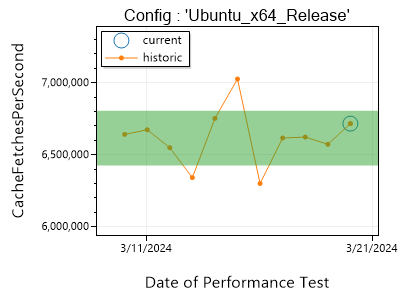 Config : 'Ubuntu_x64_Release'
current
historic
CacheFetchesPerSecond
7,000,000
6,500,000
6,000,000
3/11/2024
3/21/2024
Date of Performance Test